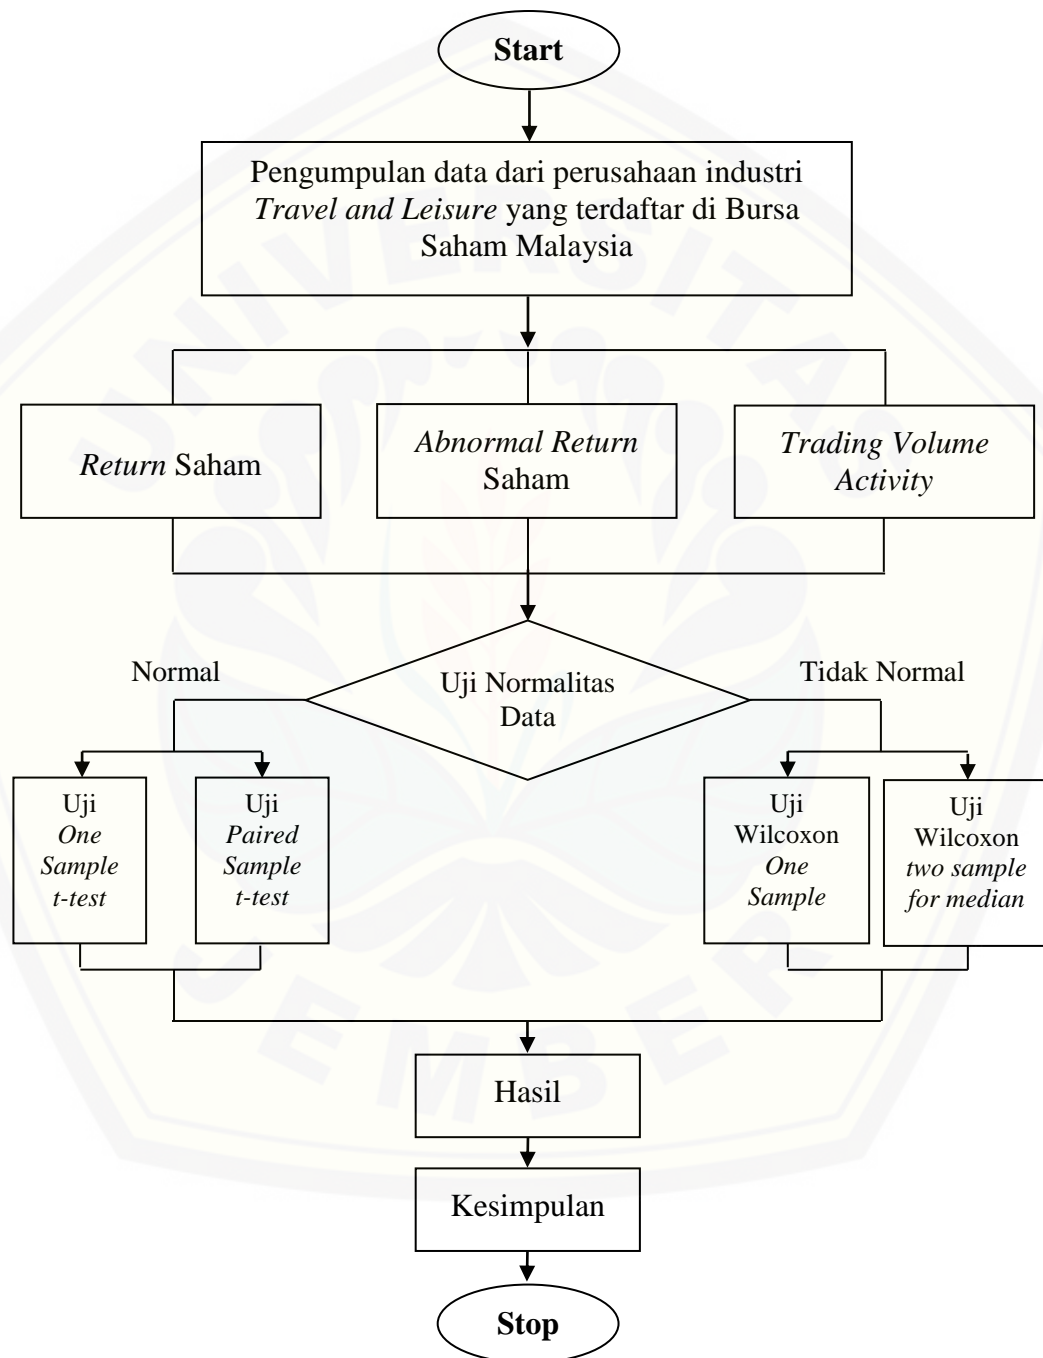 Start
Pengumpulan data dari perusahaan industri
Travel and Leisure yang terdaftar di Bursa
Saham Malaysia
Return Saham
Abnormal Return
Saham
Trading Volume
Activity
Normal
Uji Normalitas
Data
Tidak Normal
Uji
One
Sample
t-test
Uji
Paired
Sample
t-test
Uji
Wilcoxon
One
Sample
Uji
Wilcoxon
two sample
for median
Hasil
Kesimpulan
Stop
UNIVERSITAS
JEMBER